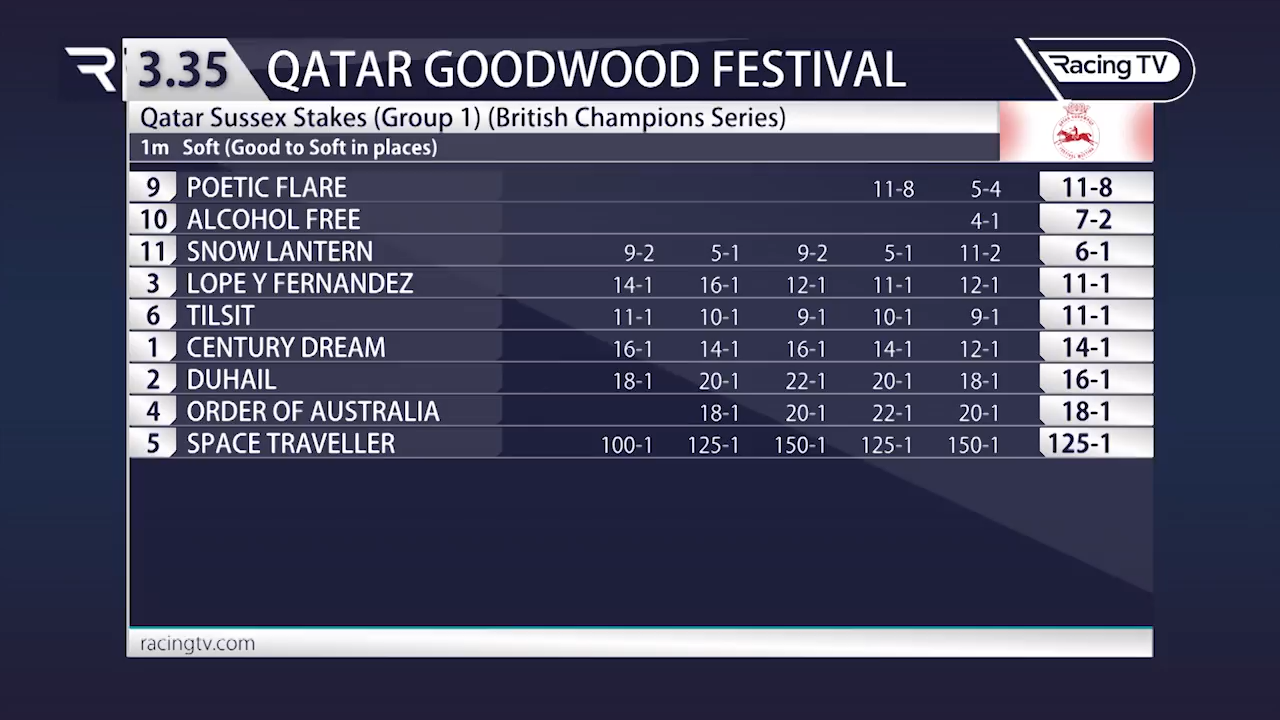 3.35 QATAR GOODWOOD FESTIVAL Racing TV
Qatar Sussex Stakes (Group 1) (British Champions Series)
1m Soft (Good to Soft in places)
9 POETIC FLARE 11-8 5-4 11-8
10 ALCOHOL FREE 4-1 7-2
11 SNOW LANTERN 9-2 5-1 9-2 5-1 11-2 6-1
3 LOPE Y FERNANDEZ 14-1 16-1 12-1 11-1 12-1 11-1
6 TILSIT 11-1 10-1 9-1 10-1 9-1 11-1
1 CENTURY DREAM 16-1 14-1 16-1 14-1 12-1 14-1
2 DUHAIL 18-1 20-1 22-1 20-1 18-1 16-1
4 ORDER OF AUSTRALIA 18-1 20-1 22-1 20-1 18-1
5 SPACE TRAVELLER 100-1 125-1 150-1 125-1 150-1 125-1
racingtv.com